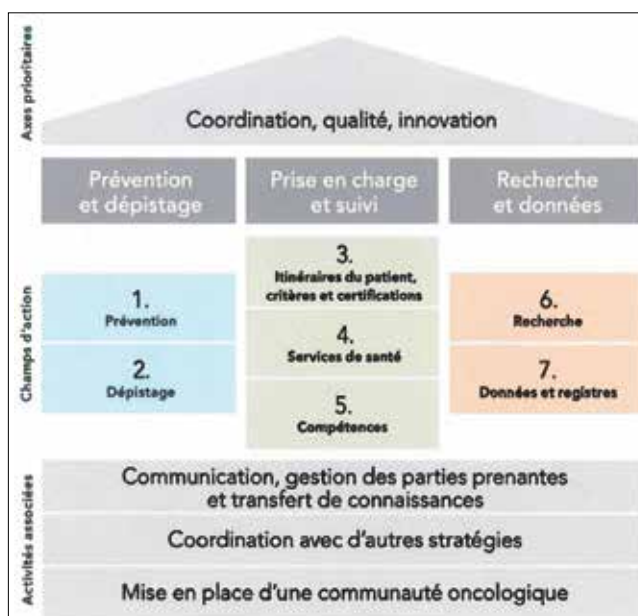 Axes prioritaires
Coordination, qualité, innovation
Prévention
et dépistage
Prise en charge
et suivi
Recherche
et données
Champs d'action
1.
Prévention
2.
Dépistage
3.
Itinéraires du patient,
critères et certifications
4.
Services de santé
5.
Compétences
6.
Recherche
7.
Données et registres
Activités associées
Communication, gestion des parties prenantes
et transfert de connaissances
Coordination avec d'autres stratégies
Mise en place d'une communauté oncologique